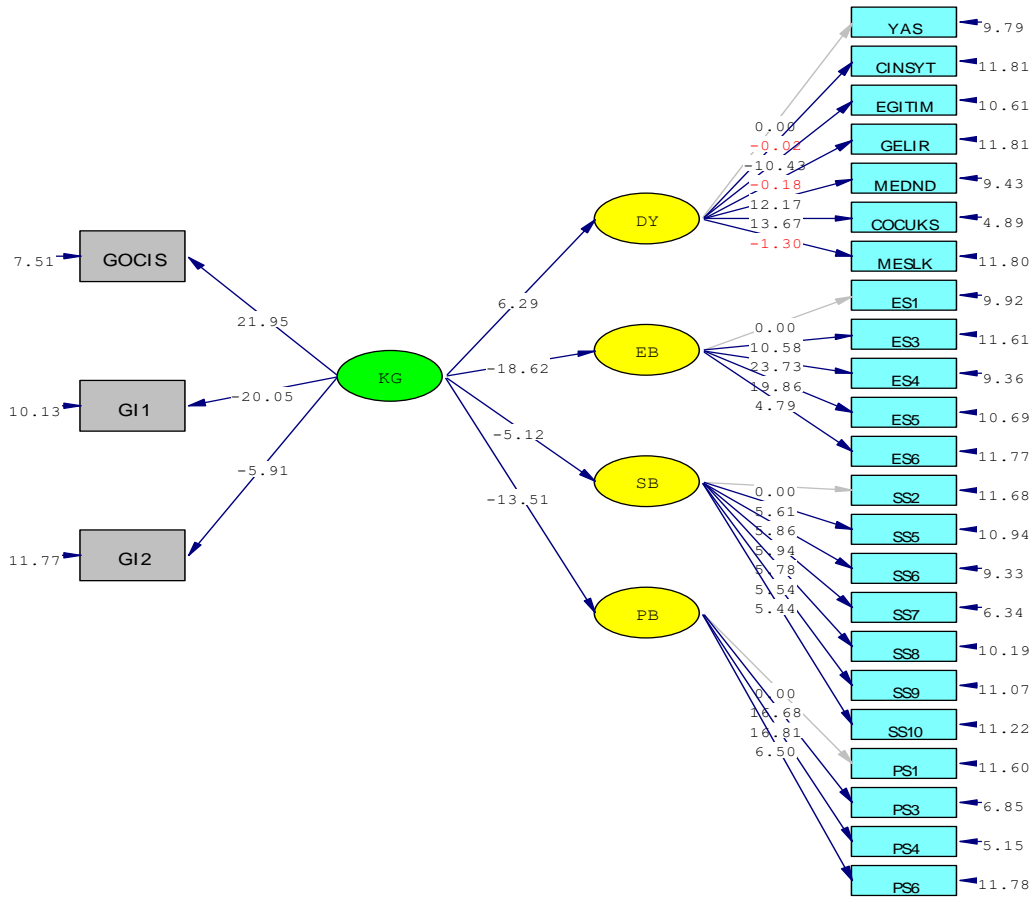 YAS
9.79
CINSYT
11.81
EGITIM
10.61
GELIR
11.81
MEDND
9.43
COCUKS
4.89
MESLK
11.80
0.00
-0.02
-10.43
-0.18
12.17
13.67
-1.30
DY
7.51
GOCIS
21.95
6.29
ES1
9.92
ES3
11.61
ES4
9.36
ES5
10.69
ES6
11.77
0.00
10.58
23.73
19.86
4.79
EB
-18.62
KG
10.13
GI1
-20.05
-5.91
-5.12
-13.51
SB
SS2
11.68
SS5
10.94
SS6
9.33
SS7
6.34
SS8
10.19
SS9
11.07
SS10
11.22
0.00
5.61
5.86
5.94
5.78
5.54
5.44
11.77
GI2
PB
0.00
16.68
16.81
6.50
PS1
11.60
PS3
6.85
PS4
5.15
PS6
11.78